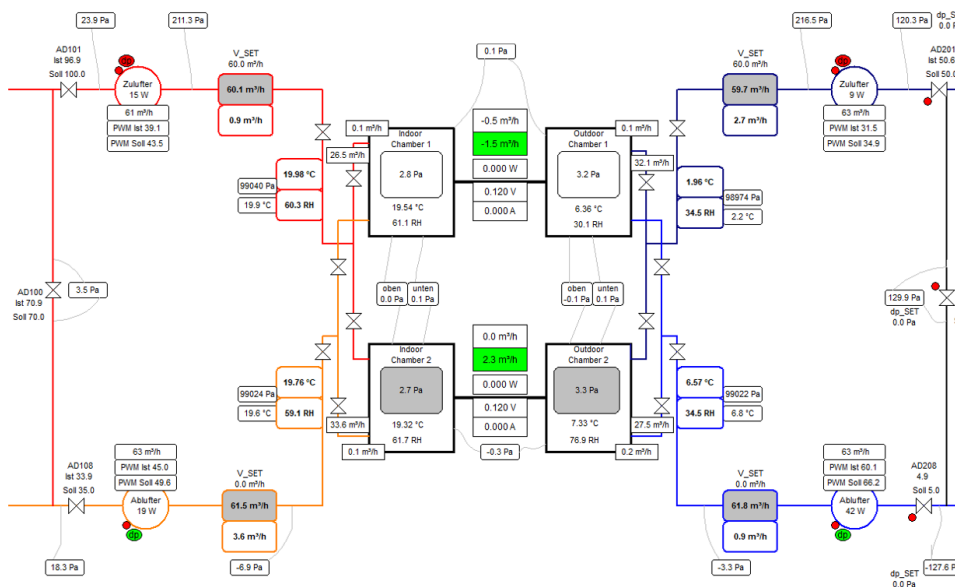 23.9 Pa
211.3 Pa
216.5 Pa
120.3 Pa
dp_S
0.0 P
AD101
Ist 96.9
Soll 100.0
dp
Zulufter
15 W
61 m³/h
PWM Ist 39.1
PWM Soll 43.5
V_SET
60.0 m³/h
60.1 m³/h
0.9 m³/h
0.1 Pa
V_SET
60.0 m³/h
59.7 m³/h
2.7 m³/h
dp
Zulufter
9 W
63 m³/h
PWM Ist 31.5
PWM Soll 34.9
AD201
Ist 50.6
Soll 50.0
0.1 m³/h
Indoor
Chamber 1
2.8 Pa
19.54 °C
61.1 RH
26.5 m³/h
-0.5 m³/h
-1.5 m³/h
0.000 W
0.120 V
0.000 A
Outdoor
Chamber 1
0.1 m³/h
3.2 Pa
6.36 °C
30.1 RH
32.1 m³/h
19.98 °C
60.3 RH
99040 Pa
19.9 °C
1.96 °C
34.5 RH
98974 Pa
2.2 °C
AD100
Ist 70.9
Soll 70.0
3.5 Pa
oben
0.0 Pa
unten
0.1 Pa
oben
-0.1 Pa
unten
0.1 Pa
129.9 Pa
dp_SET
0.0 Pa
Indoor
Chamber 2
2.7 Pa
19.32 °C
61.7 RH
33.6 m³/h
0.1 m³/h
0.0 m³/h
2.3 m³/h
0.000 W
0.120 V
0.000 A
-0.3 Pa
Outdoor
Chamber 2
3.3 Pa
7.33 °C
76.9 RH
27.5 m³/h
0.2 m³/h
19.76 °C
59.1 RH
99024 Pa
19.6 °C
6.57 °C
34.5 RH
99022 Pa
6.8 °C
AD108
Ist 33.9
Soll 35.0
63 m³/h
PWM Ist 45.0
PWM Soll 49.6
Ablufter
19 W
dp
V_SET
0.0 m³/h
61.5 m³/h
3.6 m³/h
V_SET
0.0 m³/h
61.8 m³/h
0.9 m³/h
63 m³/h
PWM Ist 60.1
PWM Soll 66.2
Ablufter
42 W
dp
AD208
4.9
Soll 5.0
18.3 Pa
-6.9 Pa
-3.3 Pa
-127.6 P
dp_SET
0.0 Pa